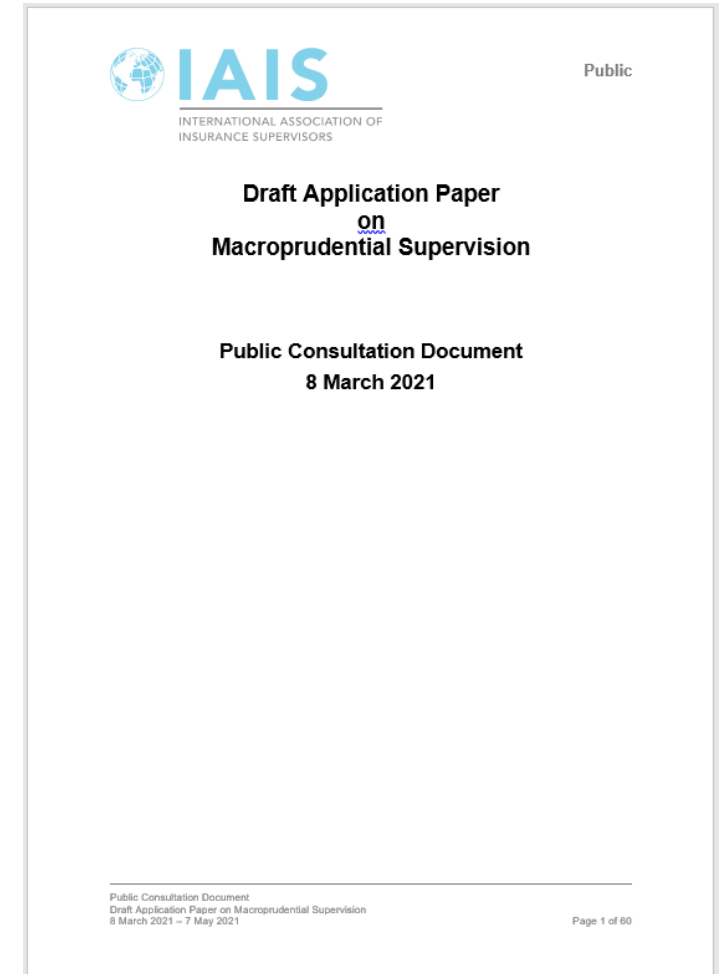 IAIS
Public
INTERNATIONAL ASSOCIATION OF
INSURANCE SUPERVISORS
Draft Application Paper
on
Macroprudential Supervision
Public Consultation Document
8 March 2021
Public Consultation Document
Draft Application Paper on Macroprudential Supervision
8 March 2021 – 7 May 2021
Page 1 of 60